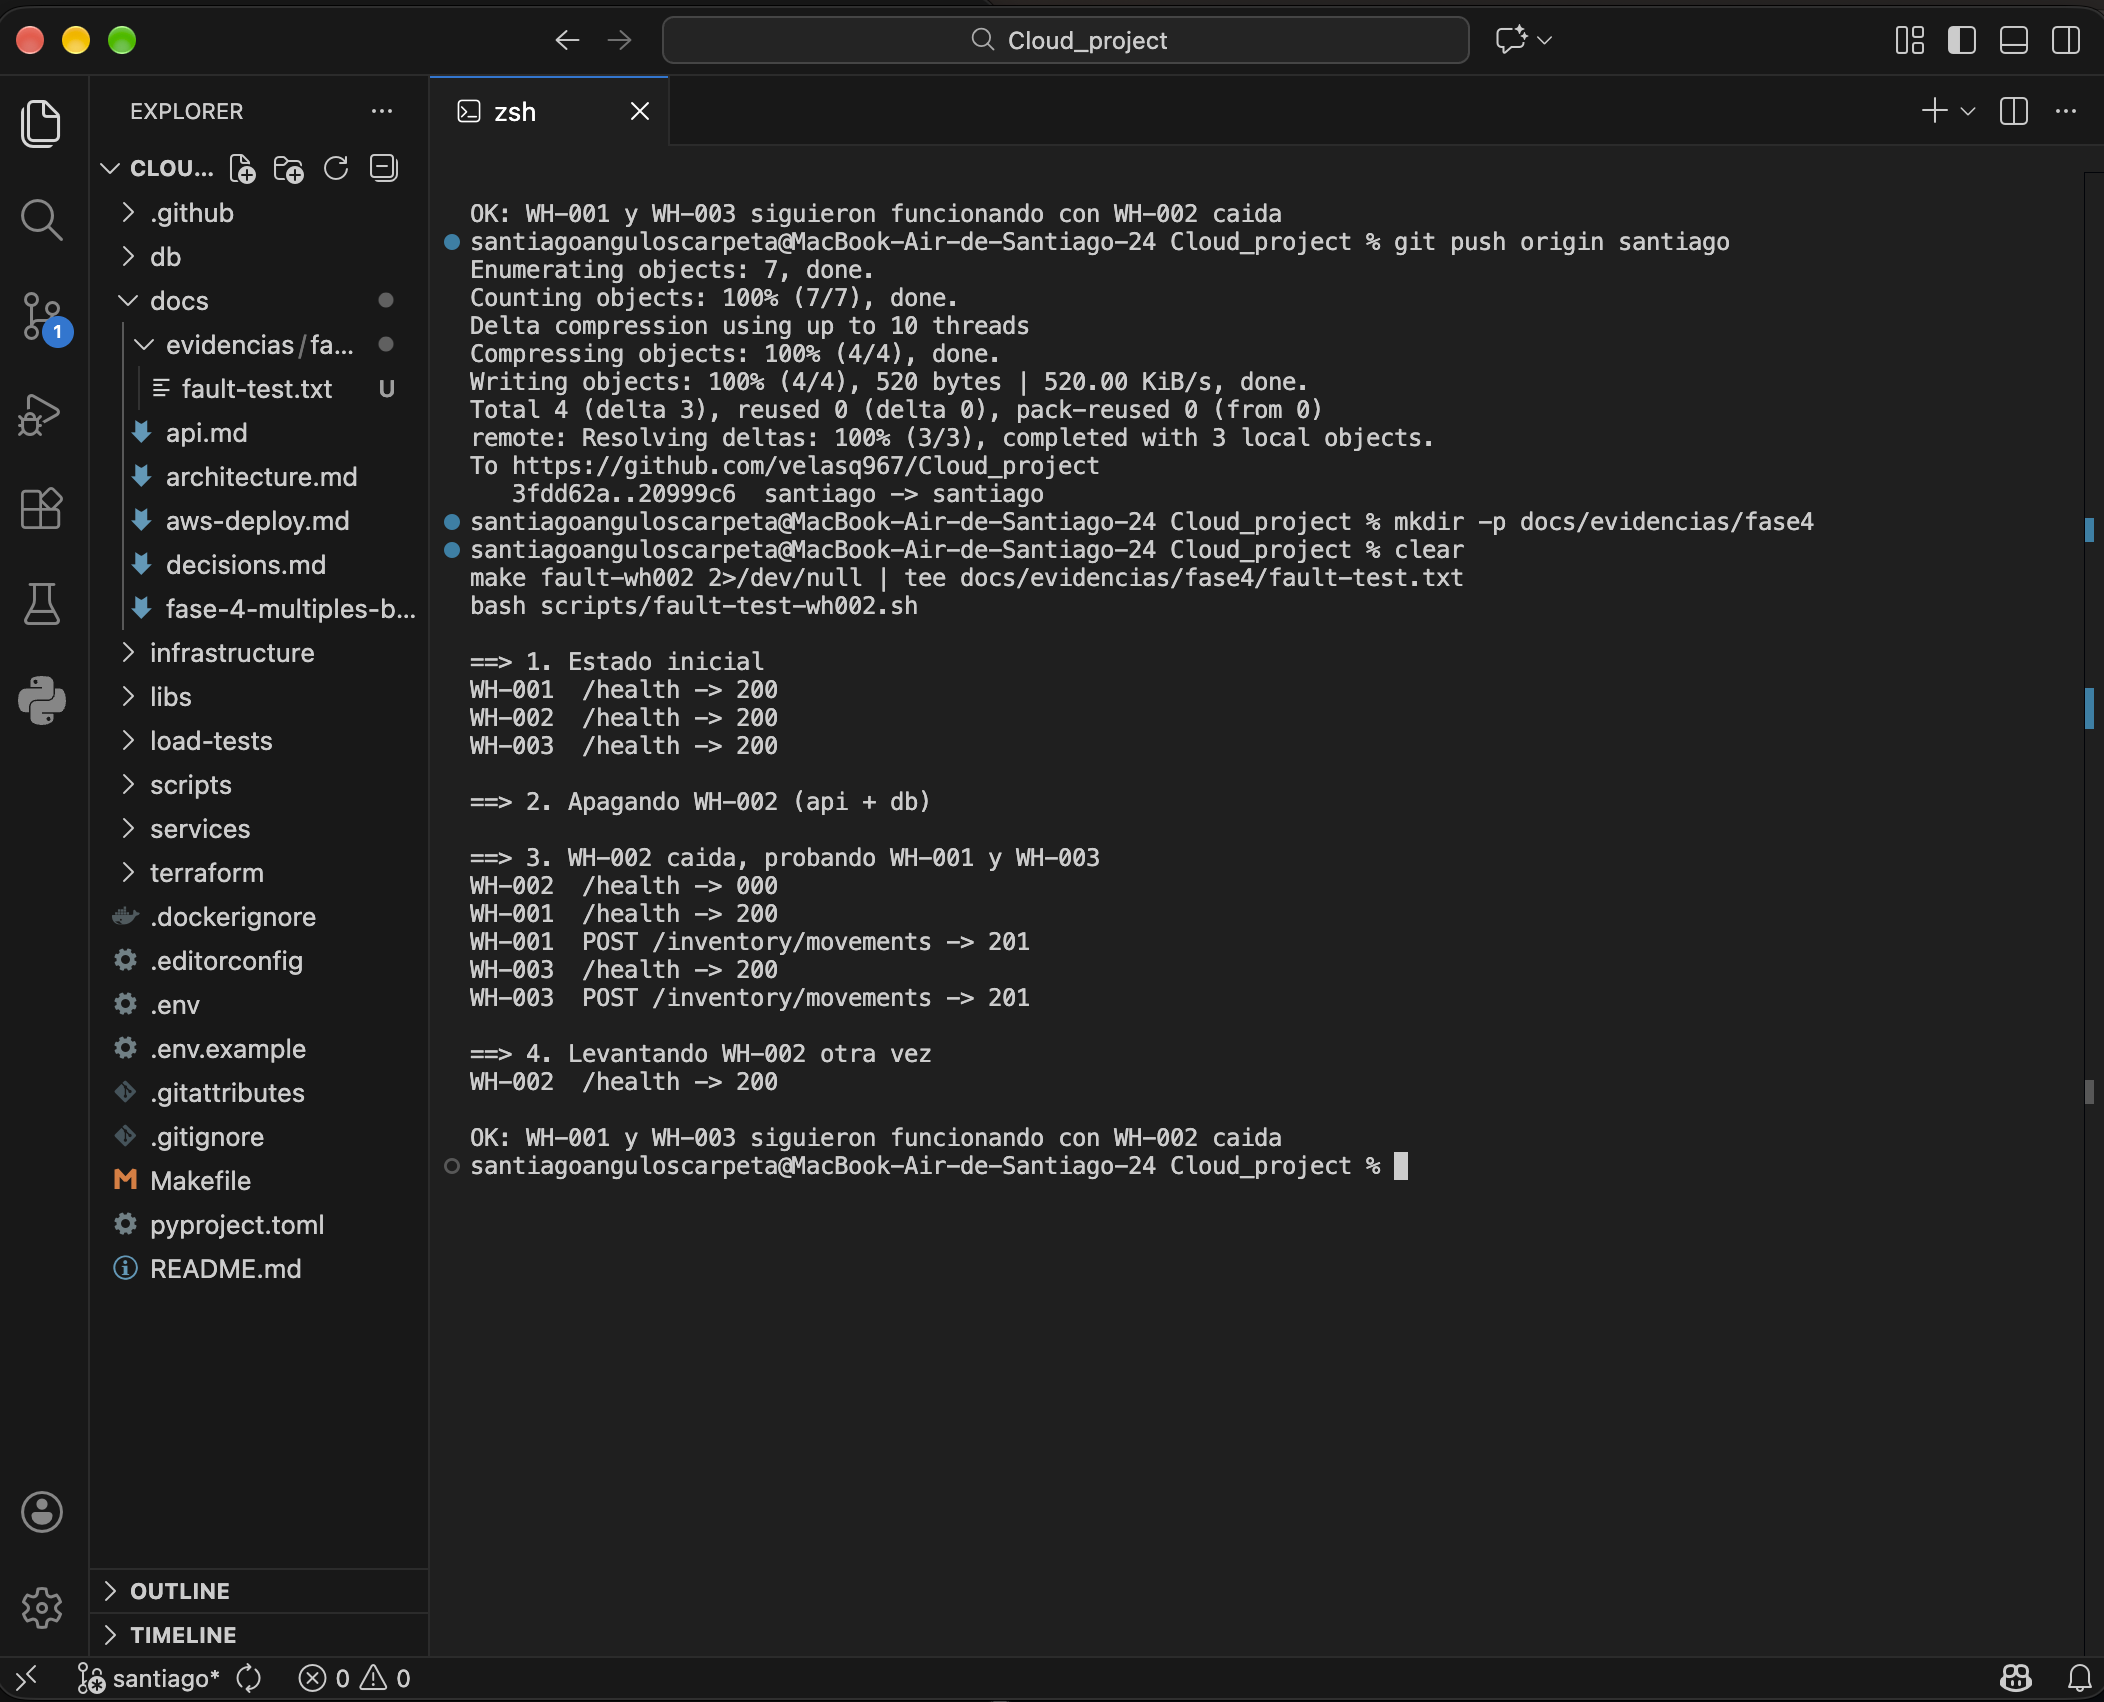 Cloud_project
EXPLORER
zsh
CLOU...
.github
db
docs
evidencias/fa...
fault-test.txt U
api.md
architecture.md
aws-deploy.md
decisions.md
fase-4-multiples-b...
infrastructure
libs
load-tests
scripts
services
terraform
.dockerignore
.editorconfig
.env
.env.example
.gitattributes
.gitignore
Makefile
pyproject.toml
README.md
OUTLINE
TIMELINE
1
OK: WH-001 y WH-003 siguieron funcionando con WH-002 caida
santiagoanguloscarpeta@MacBook-Air-de-Santiago-24 Cloud_project % git push origin santiago
Enumerating objects: 7, done.
Counting objects: 100% (7/7), done.
Delta compression using up to 10 threads
Compressing objects: 100% (4/4), done.
Writing objects: 100% (4/4), 520 bytes | 520.00 KiB/s, done.
Total 4 (delta 3), reused 0 (delta 0), pack-reused 0 (from 0)
remote: Resolving deltas: 100% (3/3), completed with 3 local objects.
To https://github.com/velasq967/Cloud_project
3fdd62a..20999c6  santiago -> santiago
santiagoanguloscarpeta@MacBook-Air-de-Santiago-24 Cloud_project % mkdir -p docs/evidencias/fase4
santiagoanguloscarpeta@MacBook-Air-de-Santiago-24 Cloud_project % clear
make fault-wh002 2>/dev/null | tee docs/evidencias/fase4/fault-test.txt
bash scripts/fault-test-wh002.sh
==> 1. Estado inicial
WH-001  /health -> 200
WH-002  /health -> 200
WH-003  /health -> 200
==> 2. Apagando WH-002 (api + db)
==> 3. WH-002 caida, probando WH-001 y WH-003
WH-002  /health -> 000
WH-001  /health -> 200
WH-001  POST /inventory/movements -> 201
WH-003  /health -> 200
WH-003  POST /inventory/movements -> 201
==> 4. Levantando WH-002 otra vez
WH-002  /health -> 200
OK: WH-001 y WH-003 siguieron funcionando con WH-002 caida
santiagoanguloscarpeta@MacBook-Air-de-Santiago-24 Cloud_project %
santiago* 0 0